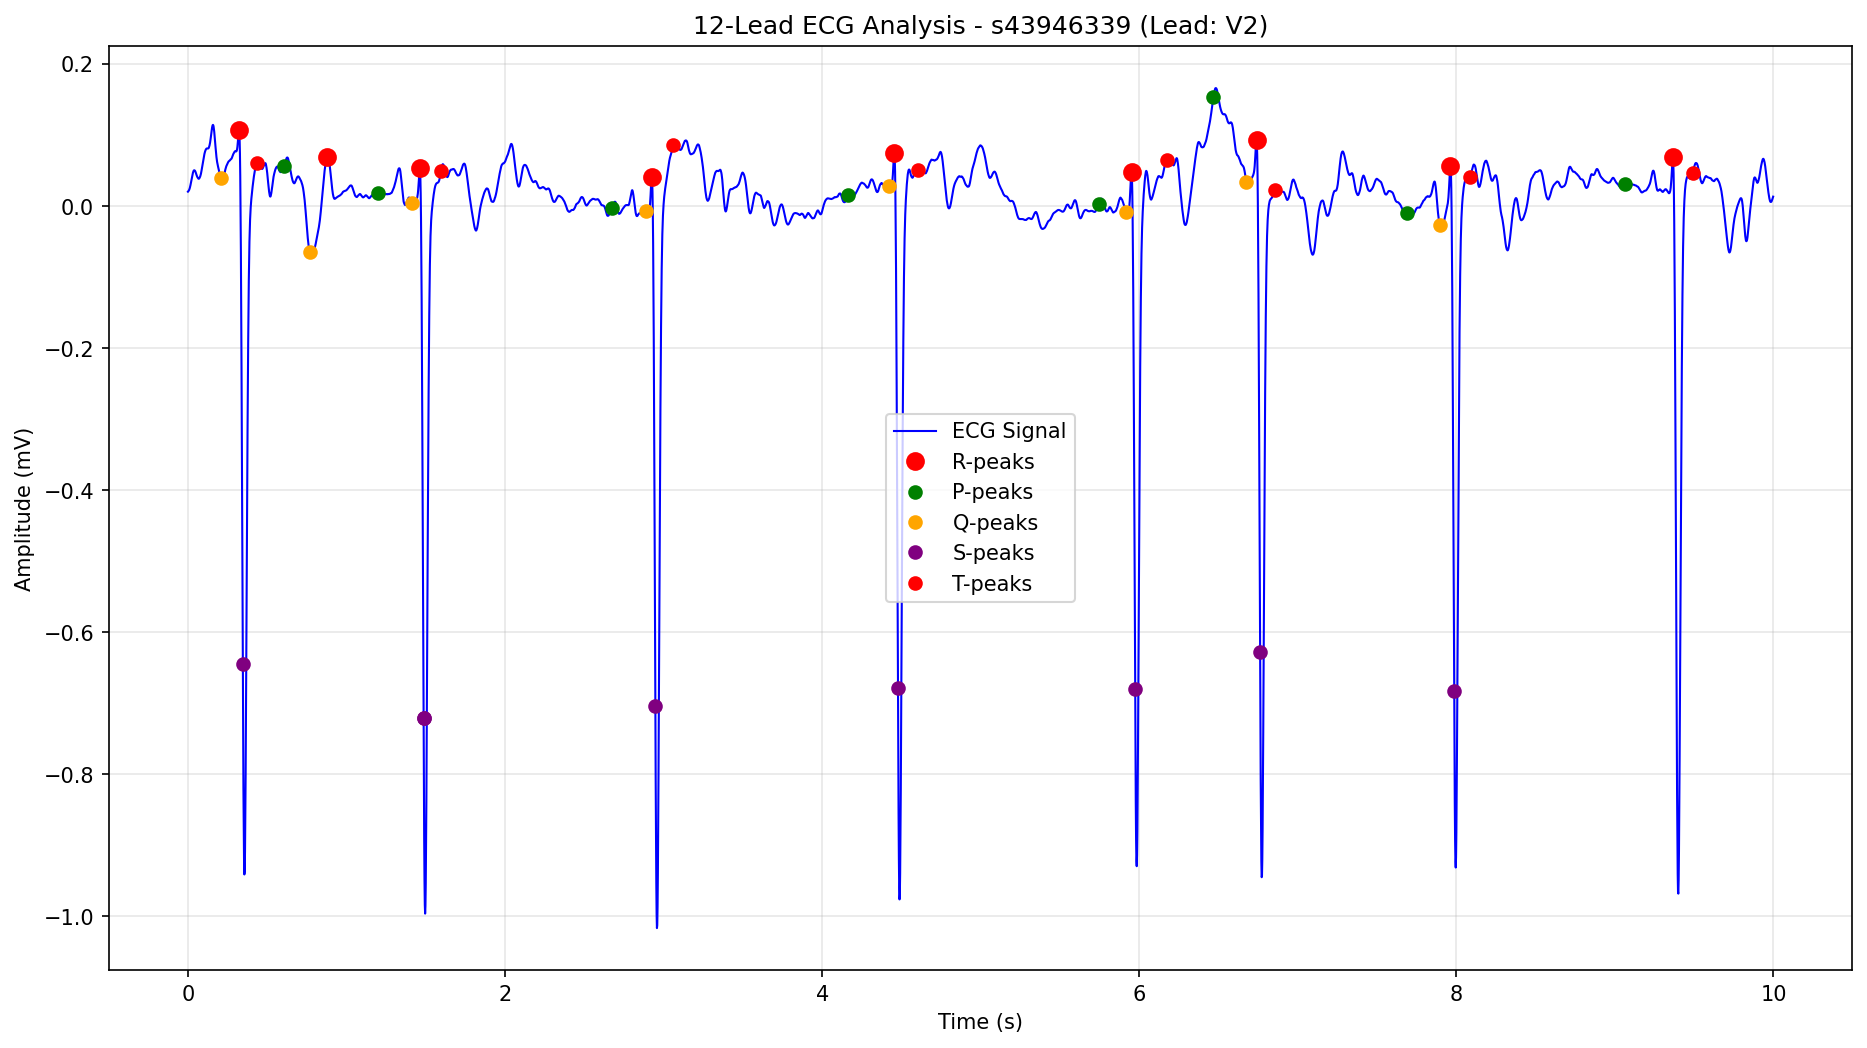 12-Lead ECG Analysis - s43946339 (Lead: V2)
Amplitude (mV)
0.2
0.0
−0.2
−0.4
−0.6
−0.8
−1.0
ECG Signal
R-peaks
P-peaks
Q-peaks
S-peaks
T-peaks
0 2 4 6 8 10
Time (s)